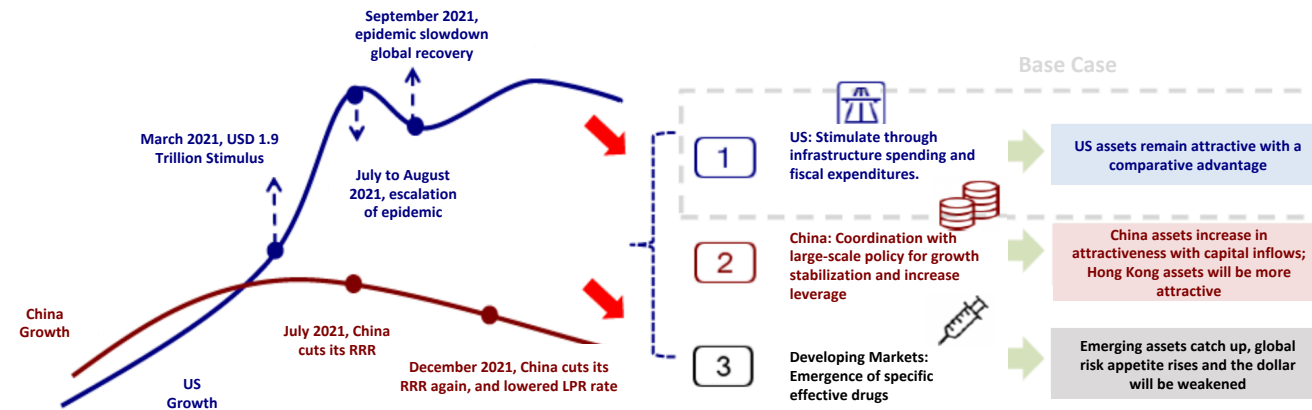 September 2021,
epidemic slowdown
global recovery
March 2021, USD 1.9
Trillion Stimulus
July to August
2021, escalation
of epidemic
China
Growth
US
Growth
July 2021, China
cuts its RRR
December 2021, China cuts its
RRR again, and lowered LPR rate
Base Case
1
US: Stimulate through
infrastructure spending and
fiscal expenditures.
US assets remain attractive with a
comparative advantage
2
China: Coordination with
large-scale policy for growth
stabilization and increase
leverage
China assets increase in
attractiveness with capital inflows;
Hong Kong assets will be more
attractive
3
Developing Markets:
Emergence of specific
effective drugs
Emerging assets catch up, global
risk appetite rises and the dollar
will be weakened